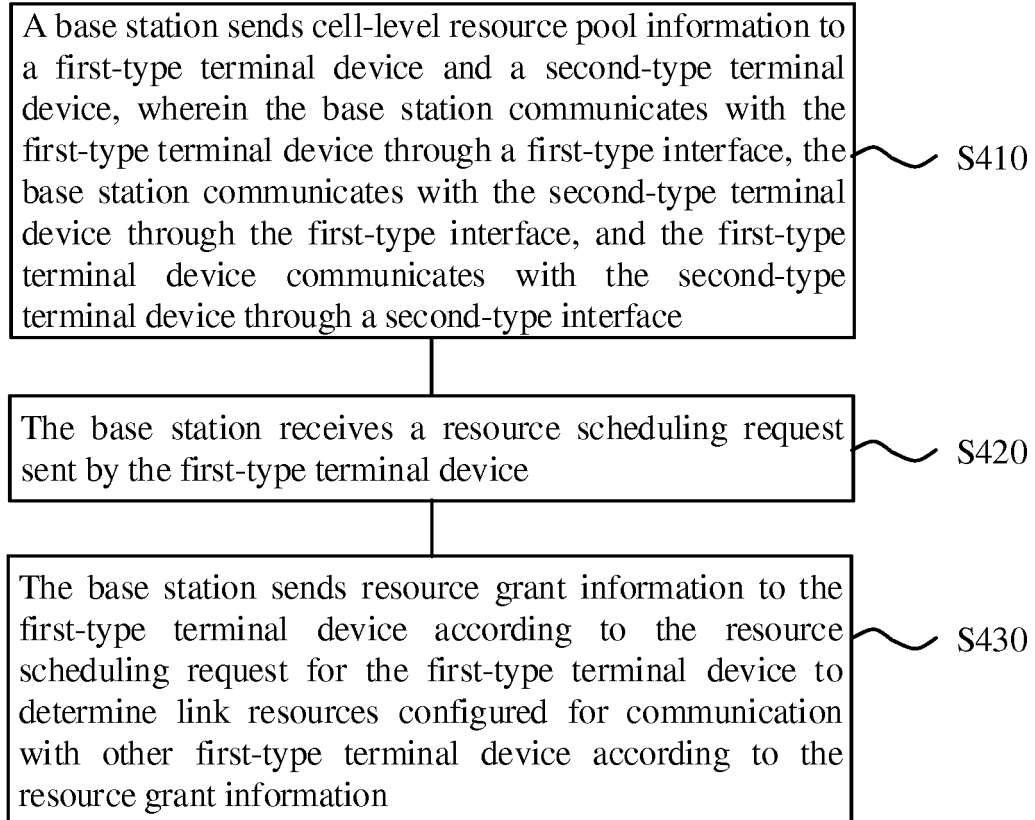 A base station sends cell-level resource pool information to
a first-type terminal device and a second-type terminal
device, wherein the base station communicates with the
first-type terminal device through a first-type interface, the
base station communicates with the second-type terminal
device through the first-type interface, and the first-type
terminal device communicates with the second-type
terminal device through a second-type interface
S410
The base station receives a resource scheduling request
sent by the first-type terminal device
S420
The base station sends resource grant information to the
first-type terminal device according to the resource
scheduling request for the first-type terminal device to
determine link resources configured for communication
with other first-type terminal device according to the
resource grant information
S430